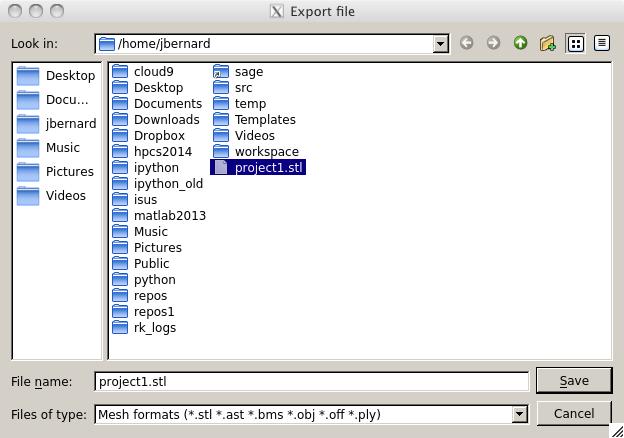 Export file
Look in: /home/jbernard
Desktop
Docu...
jbernard
Music
Pictures
Videos
cloud9
Desktop
Documents
Downloads
Dropbox
hpcs2014
ipython
ipython_old
isus
matlab2013
Music
Pictures
Public
python
repos
repos1
rk_logs
sage
src
temp
Templates
Videos
workspace
project1.stl
File name: project1.stl Save
Files of type: Mesh formats (*.stl *.ast *.bms *.obj *.off *.ply) Cancel